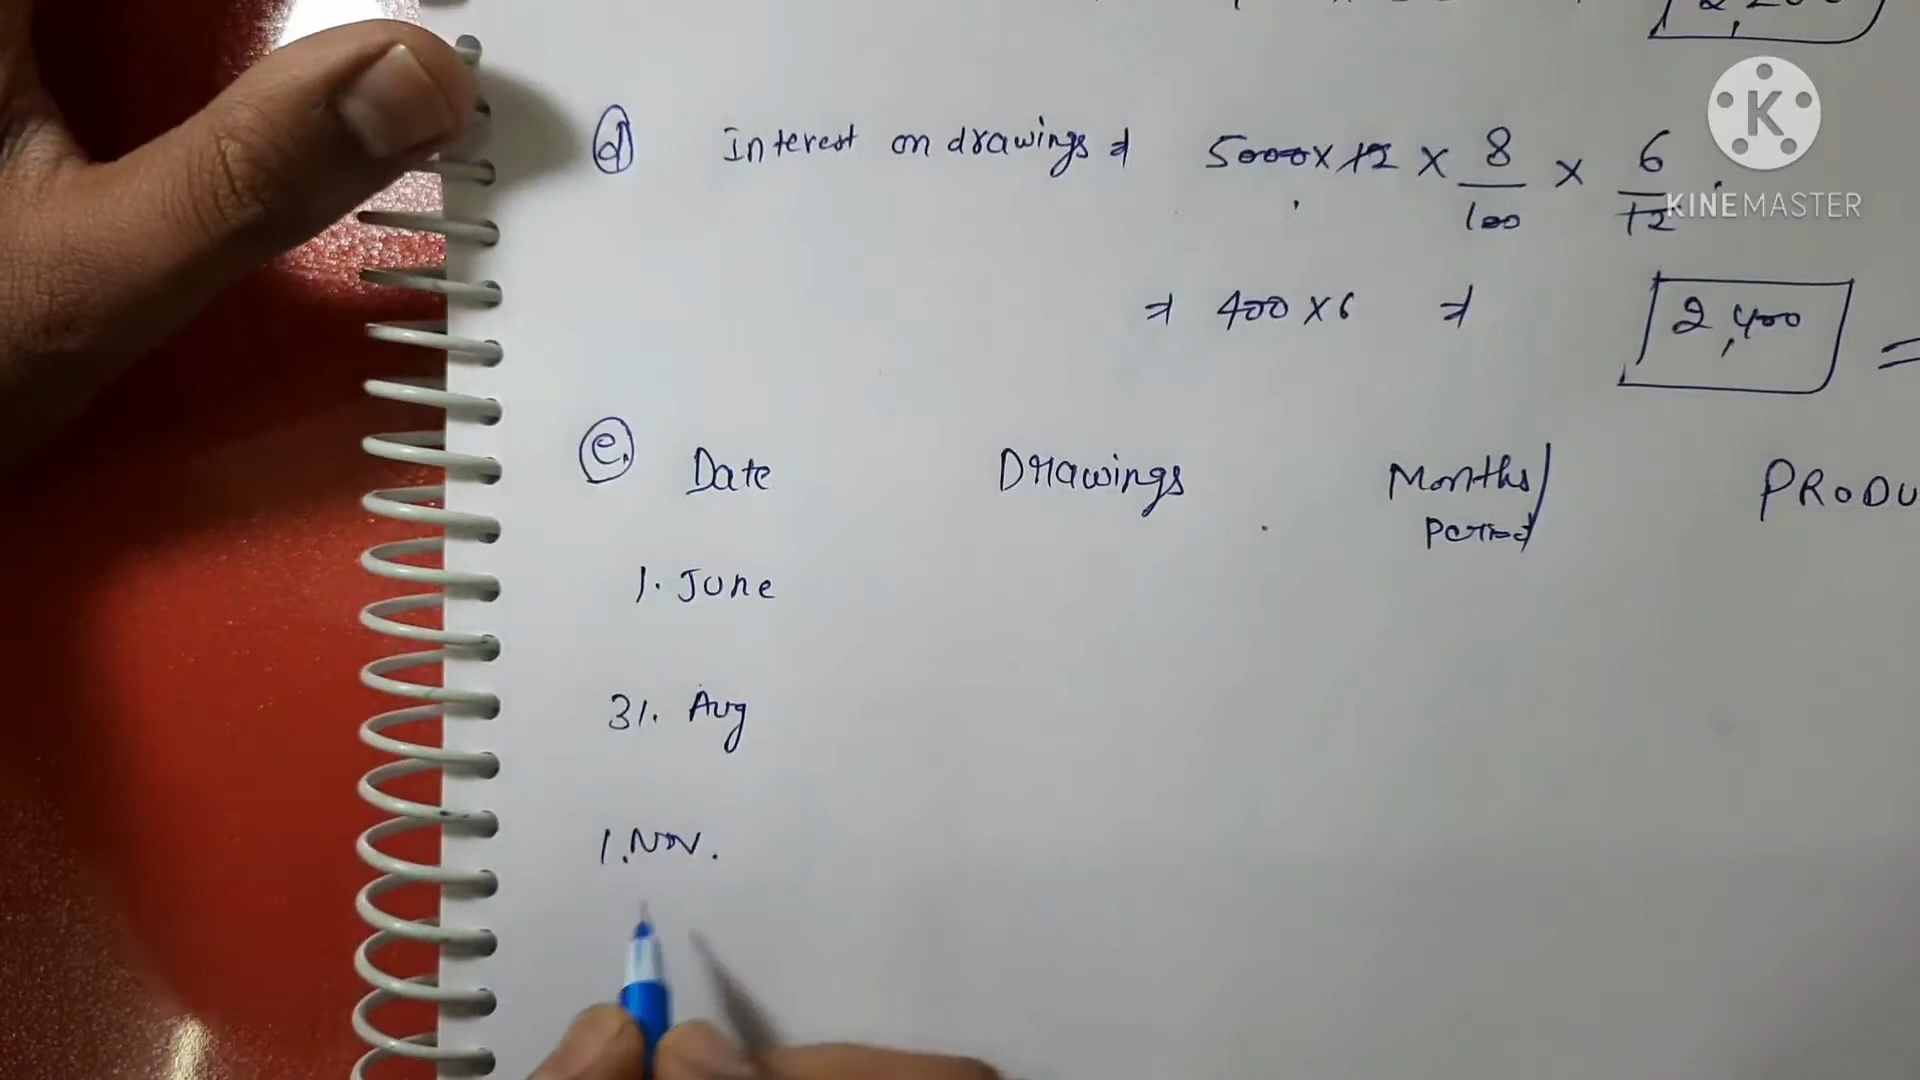 ⓓ Interest on drawings ⇒ 5000 × 12 × 8/100 × 6/12
⇒ 400 × 6 ⇒ 2,400 =
ⓔ Date Drawings Months/ PRODU
Period
1. June
31. Aug
1. Nov.
K
KINEMASTER